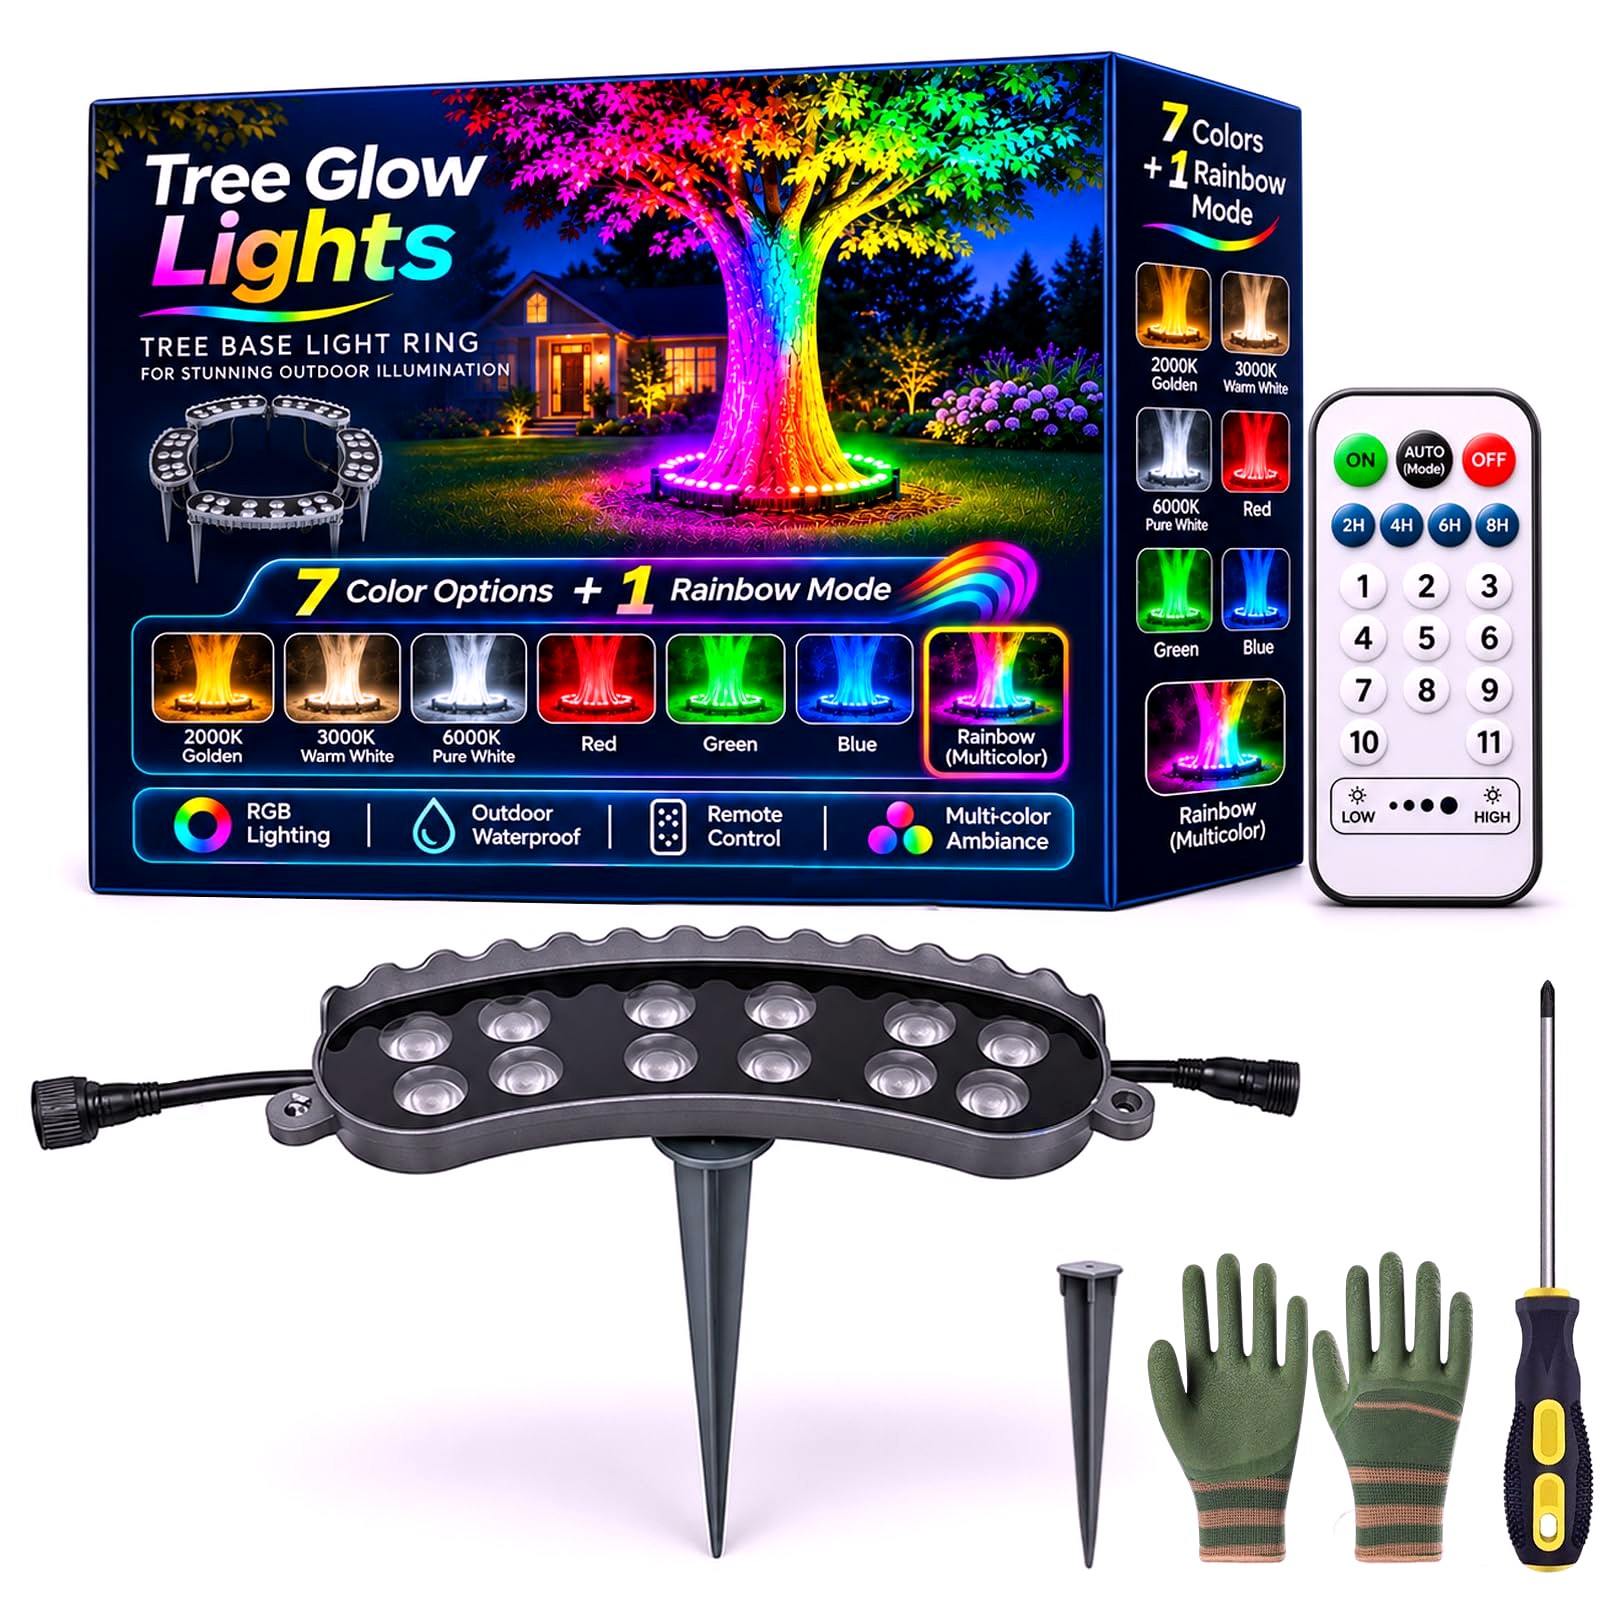 Tree Glow
Lights
TREE BASE LIGHT RING
FOR STUNNING OUTDOOR ILLUMINATION
7 Color Options + 1 Rainbow Mode
2000K
Golden
3000K
Warm White
6000K
Pure White
Red
Green
Blue
Rainbow
(Multicolor)
RGB
Lighting
Outdoor
Waterproof
Remote
Control
Multi-color
Ambiance
7 Colors
+ 1 Rainbow
Mode
2000K
Golden
3000K
Warm White
6000K
Pure White
Red
Green
Blue
Rainbow
(Multicolor)
ON
AUTO
(Mode)
OFF
2H 4H 6H 8H
1 2 3
4 5 6
7 8 9
10 11
LOW HIGH